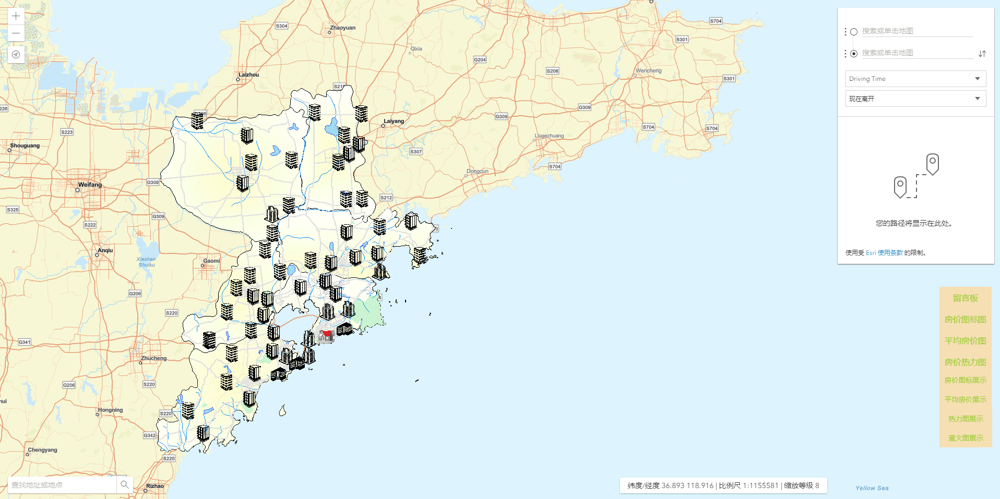 搜索或单击地图
搜索或单击地图
Driving Time
现在离开
您的路径将显示在此处。
使用受 Esri 使用条款 的限制。
留言板
房价图标图
平均房价图
房价热力图
房价图标展示
平均房价展示
热力图展示
萤火图展示
S304
Zhaoyuan
S704
S301
Qixia
G204
S206
Wencheng
S301
Laizhou
S218
G206
226
G309
G309
Laiyang
S704
S704
S223
Liugezhuang
Shouguang
S307
S704
Dongcun
G309
Weifang
S212
S325
G309
S222
3
Anqiu
Xiashan
Shuiku
Gaomi
G206
4
S220
G341
Zhucheng
G206
S220
nui
Hongning
S220
G342
Chengyang
S220
查找地址或地点
Rizhao
纬度/经度 36.893 118.916 | 比例尺 1:1155581 | 缩放等级 8
Yellow Sea